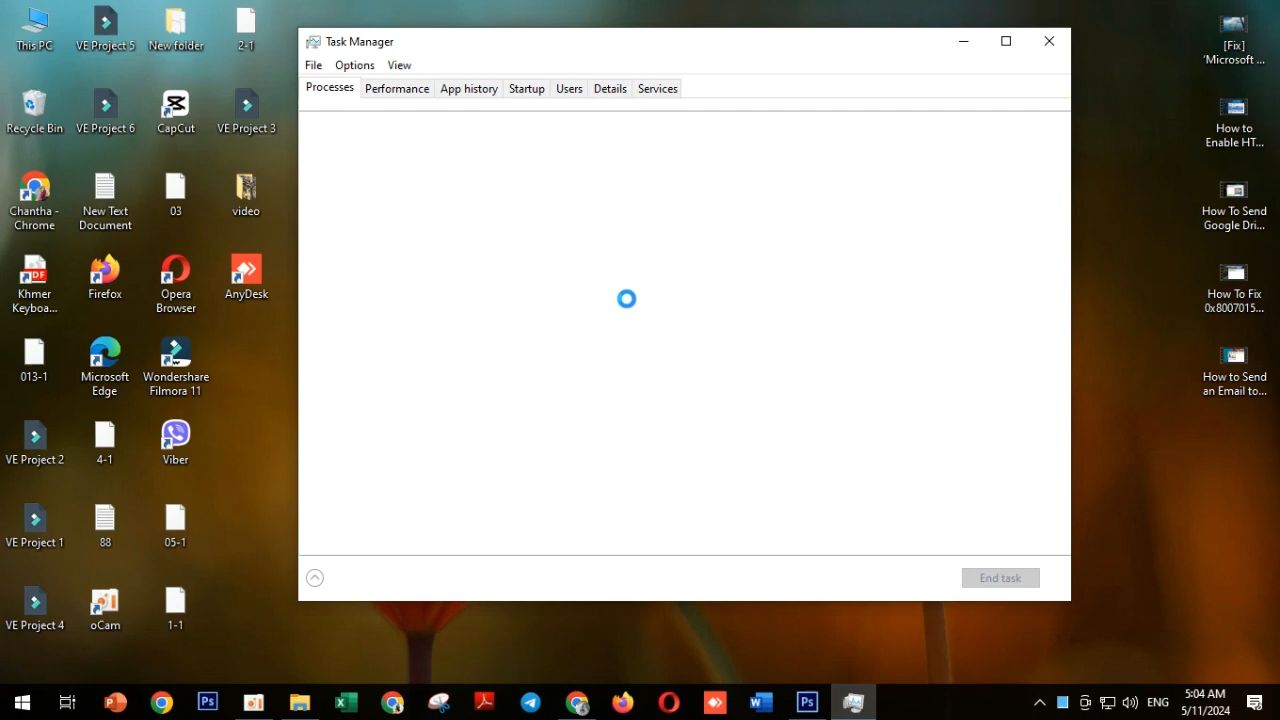 This PC
VE Project 5
New folder
2-1
Recycle Bin
VE Project 6
CapCut
VE Project 3
Chantha -
Chrome
New Text
Document
03
video
Khmer
Keyboa...
Firefox
Opera
Browser
AnyDesk
013-1
Microsoft
Edge
Wondershare
Filmora 11
VE Project 2
4-1
Viber
VE Project 1
88
05-1
VE Project 4
oCam
1-1
Task Manager
File Options View
Processes Performance App history Startup Users Details Services
End task
[Fix]
'Microsoft ...
How to
Enable HT...
How To Send
Google Dri...
How To Fix
0x8007015...
How to Send
an Email to...
ENG
5:04 AM
5/11/2024